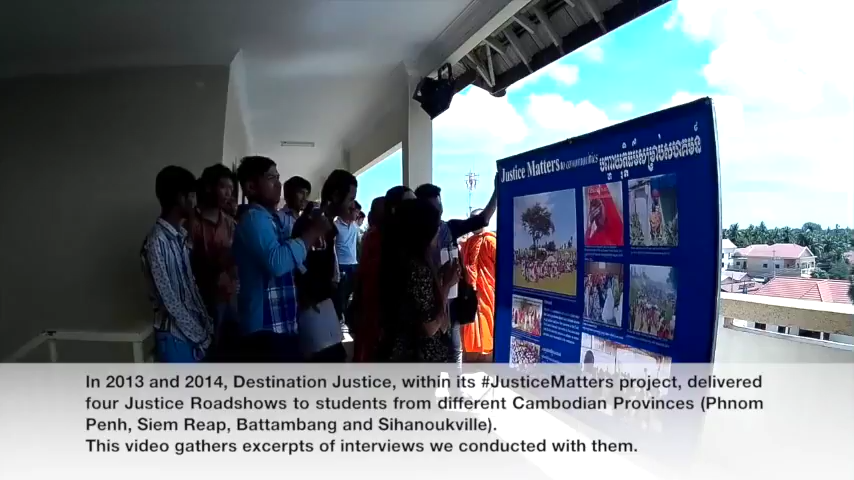 Justice Matters to communities
In 2013 and 2014, Destination Justice, within its #JusticeMatters project, delivered
four Justice Roadshows to students from different Cambodian Provinces (Phnom
Penh, Siem Reap, Battambang and Sihanoukville).
This video gathers excerpts of interviews we conducted with them.